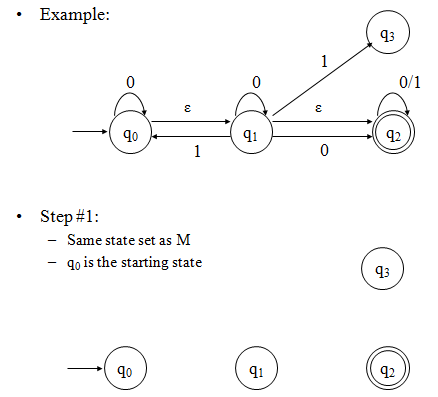 • Example:
q3
1
0 0 0/1
ε ε
q0 q1 q2
1 0
• Step #1:
– Same state set as M
– q0 is the starting state
q3
q0 q1 q2